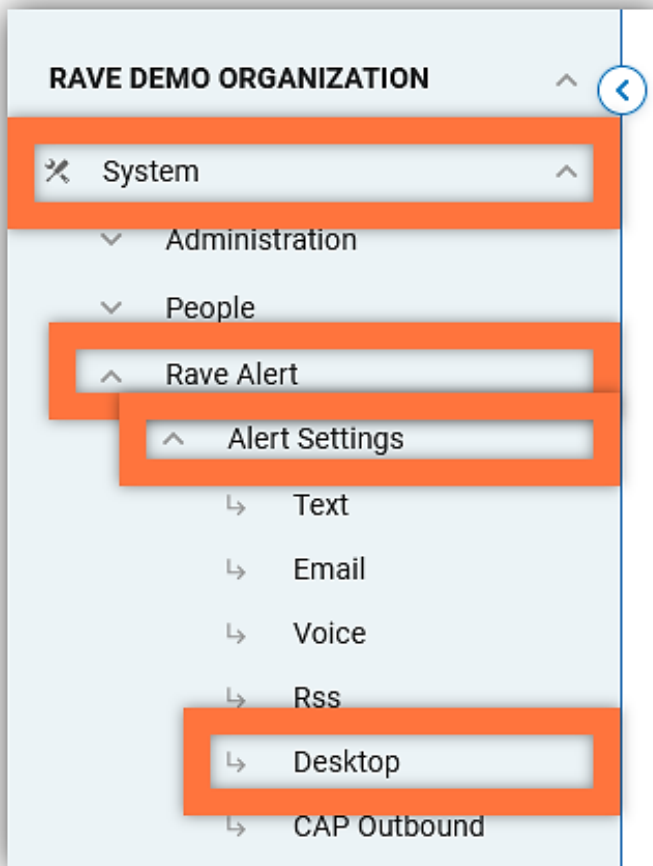 RAVE DEMO ORGANIZATION
System
Administration
People
Rave Alert
Alert Settings
Text
Email
Voice
Rss
Desktop
CAP Outbound